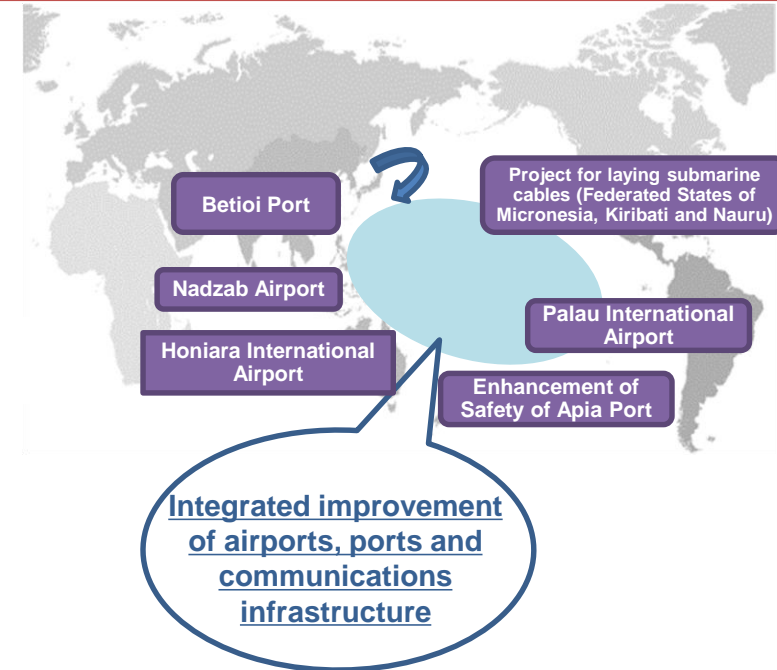 Project for laying submarine
cables (Federated States of
Micronesia, Kiribati and Nauru)
Betioi Port
Nadzab Airport
Palau International
Airport
Honiara International
Airport
Enhancement of
Safety of Apia Port
Integrated improvement
of airports, ports and
communications
infrastructure